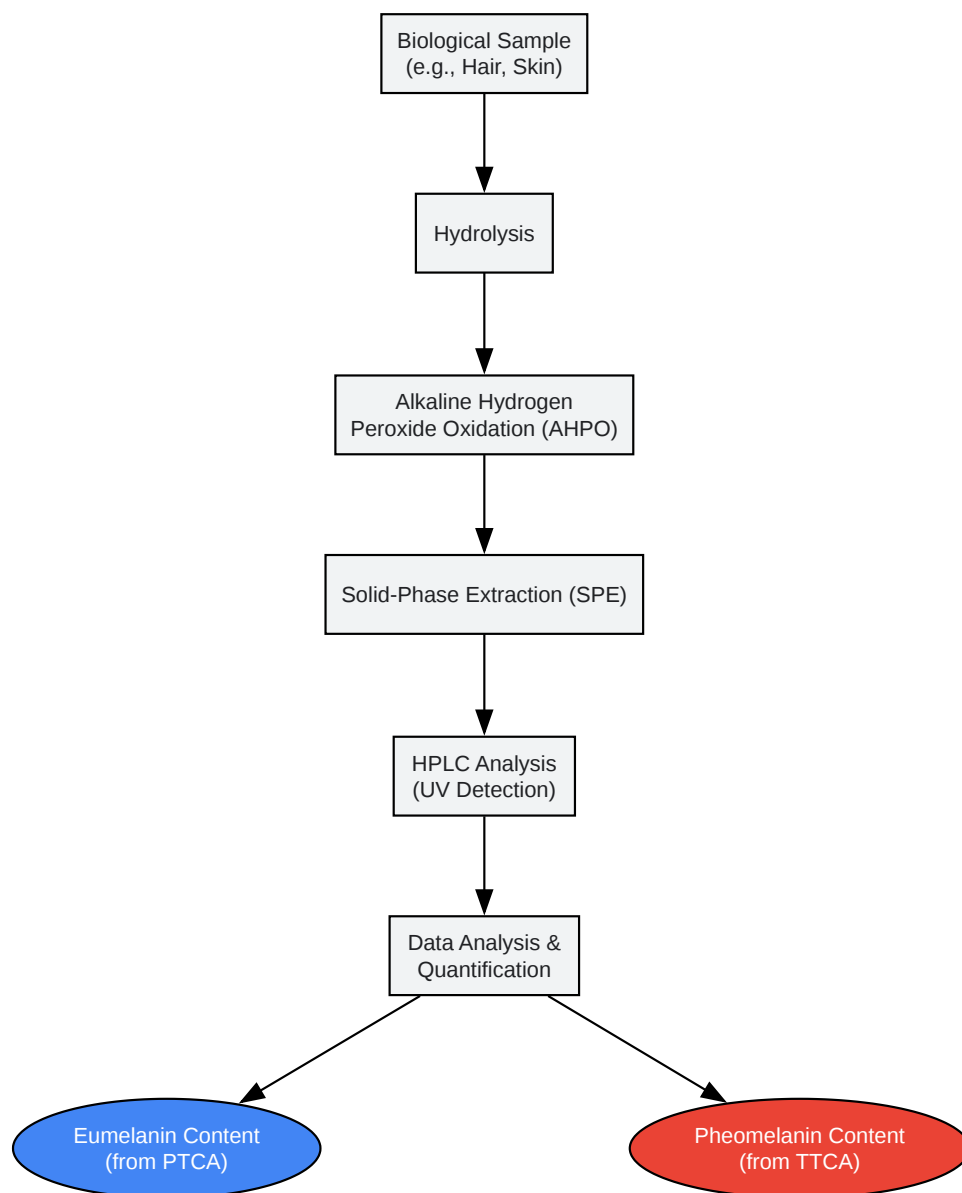 Biological Sample
(e.g., Hair, Skin)
Hydrolysis
Alkaline Hydrogen
Peroxide Oxidation (AHPO)
Solid-Phase Extraction (SPE)
HPLC Analysis
(UV Detection)
Data Analysis &
Quantification
Eumelanin Content
(from PTCA)
Pheomelanin Content
(from TTCA)